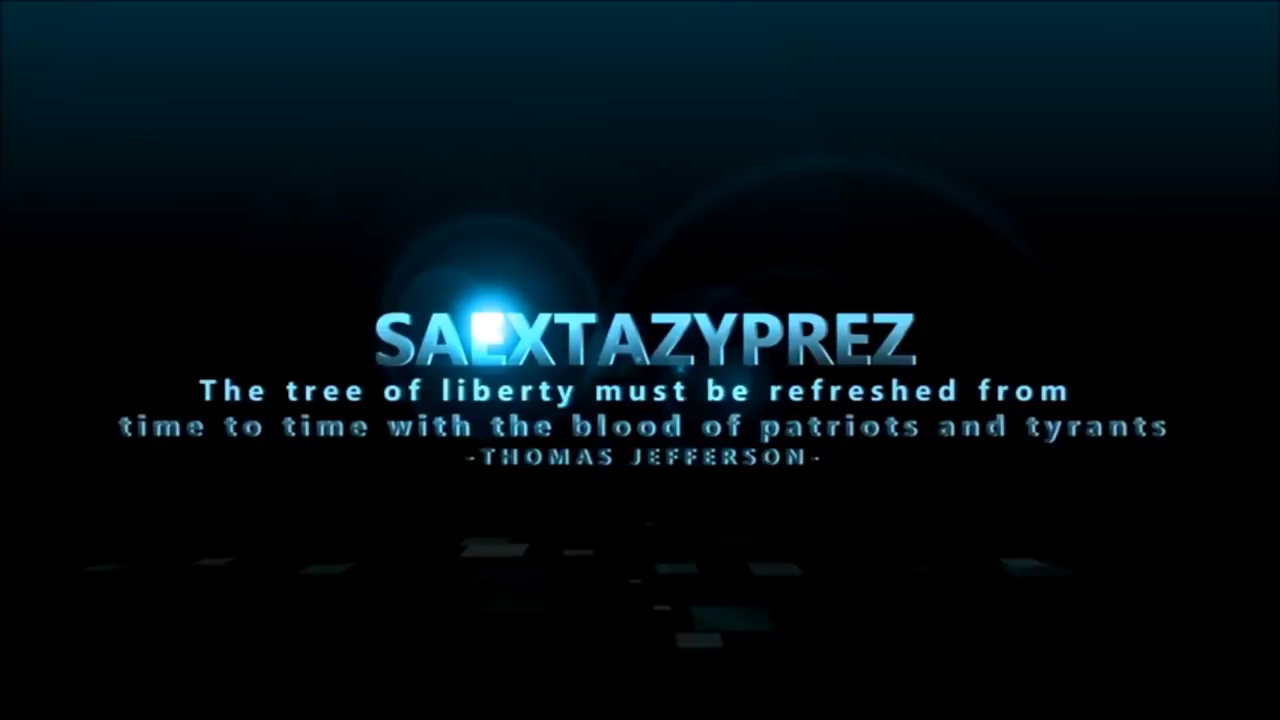 SAEXTAZYPREZ
The tree of liberty must be refreshed from
time to time with the blood of patriots and tyrants
-THOMAS JEFFERSON-